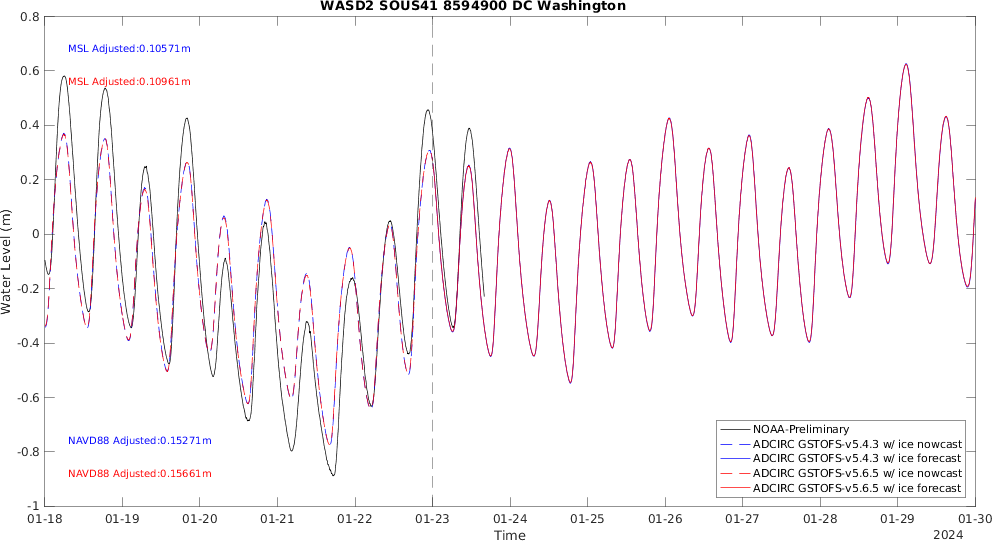 WASD2 SOUS41 8594900 DC Washington
MSL Adjusted:0.10571m
MSL Adjusted:0.10961m
NAVD88 Adjusted:0.15271m
NAVD88 Adjusted:0.15661m
Water Level (m)
0.8
0.6
0.4
0.2
0
-0.2
-0.4
-0.6
-0.8
-1
NOAA-Preliminary
ADCIRC GSTOFS-v5.4.3 w/ ice nowcast
ADCIRC GSTOFS-v5.4.3 w/ ice forecast
ADCIRC GSTOFS-v5.6.5 w/ ice nowcast
ADCIRC GSTOFS-v5.6.5 w/ ice forecast
01-18 01-19 01-20 01-21 01-22 01-23 01-24 01-25 01-26 01-27 01-28 01-29 01-30
Time
2024